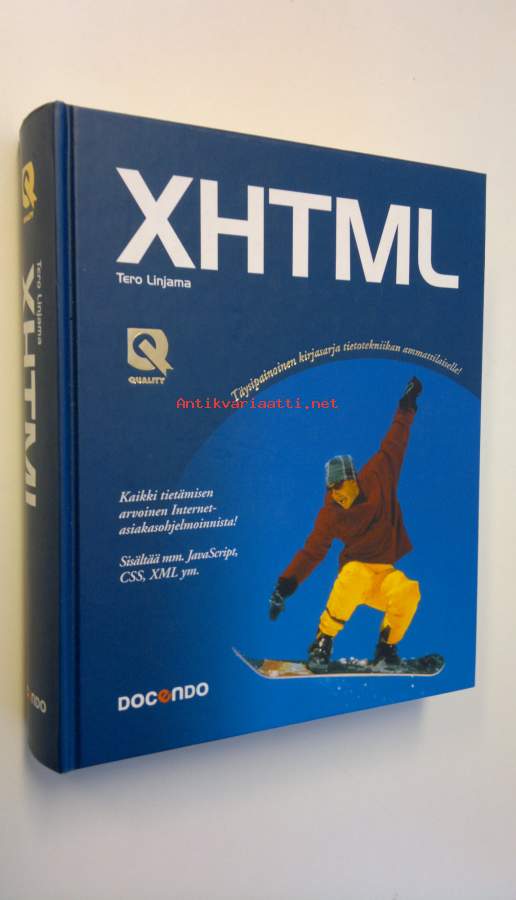 XHTML
Tero Linjama
QUALITY
Täysipainoinen kirjasarja tietotekniikan ammattilaiselle!
Antikvariaatti.net
Kaikki tietämisen
arvoinen Internet-
asiakasohjelmoinnista!
Sisältää mm. JavaScript,
CSS, XML ym.
DOCENDO
Tero Linjama
XHTML